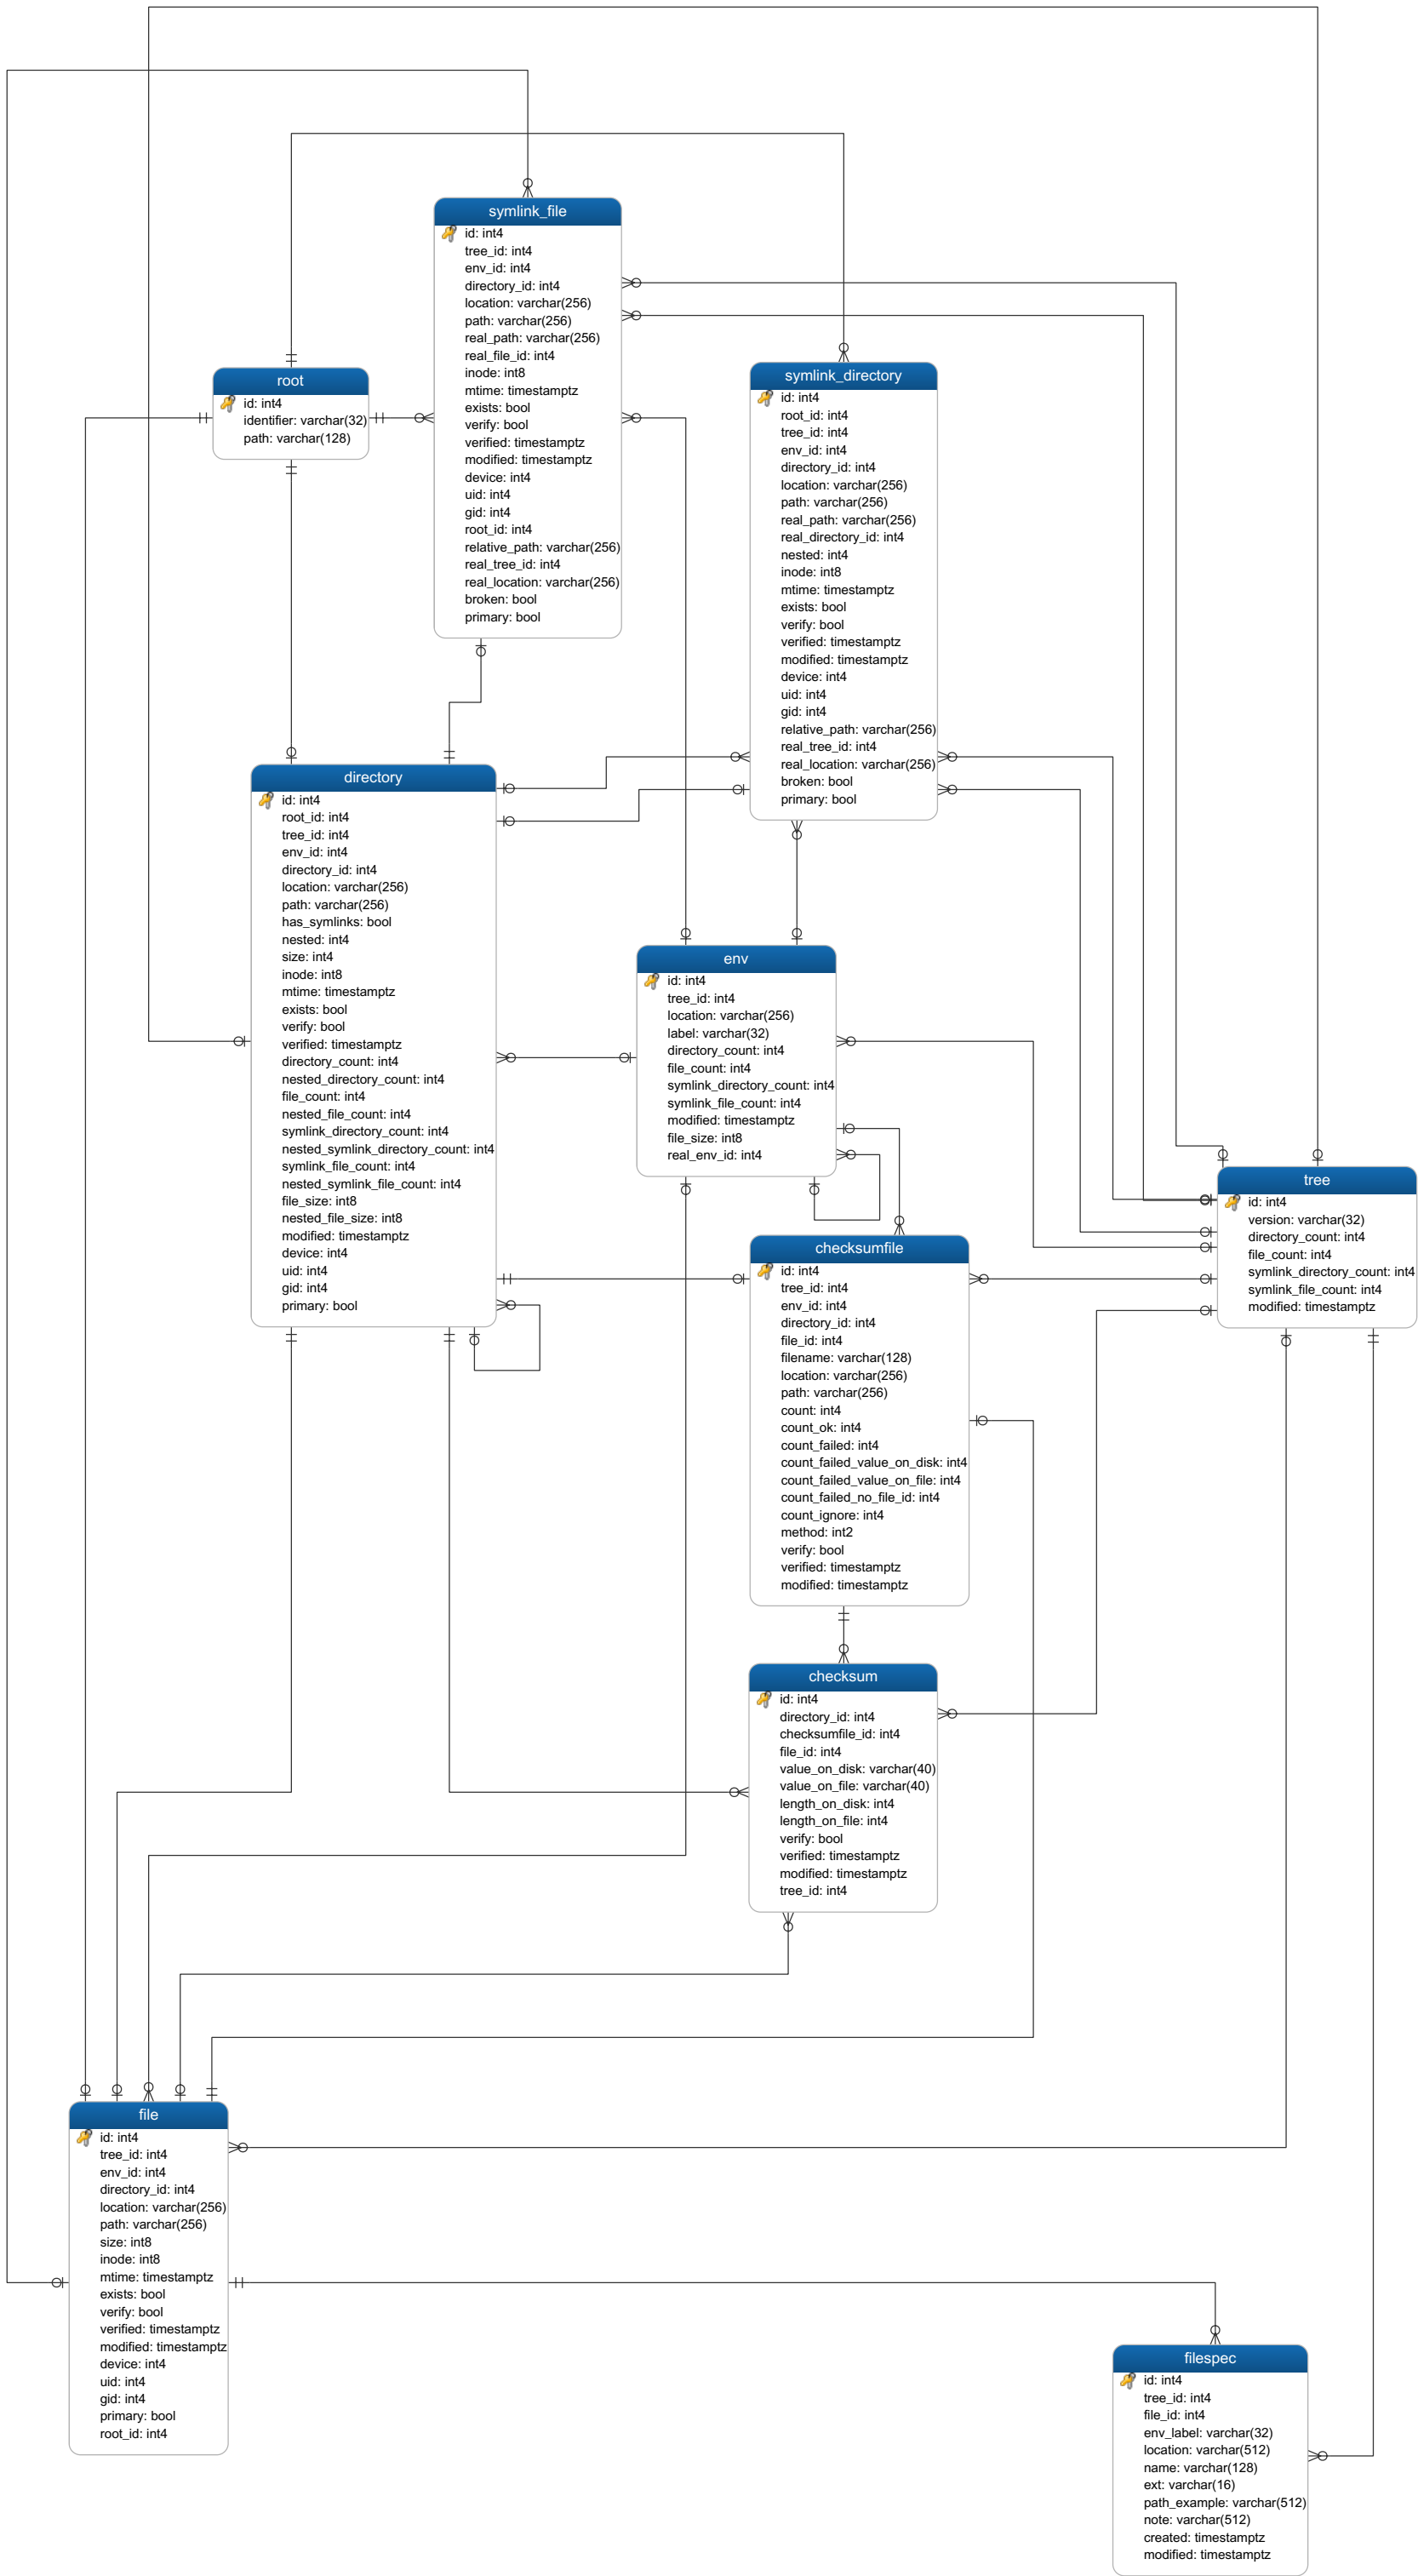 symlink_file
id: int4
tree_id: int4
env_id: int4
directory_id: int4
location: varchar(256)
path: varchar(256)
real_path: varchar(256)
real_file_id: int4
inode: int8
mtime: timestamptz
exists: bool
verify: bool
verified: timestamptz
modified: timestamptz
device: int4
uid: int4
gid: int4
root_id: int4
relative_path: varchar(256)
real_tree_id: int4
real_location: varchar(256)
broken: bool
primary: bool
root
id: int4
identifier: varchar(32)
path: varchar(128)
symlink_directory
id: int4
root_id: int4
tree_id: int4
env_id: int4
directory_id: int4
location: varchar(256)
path: varchar(256)
real_path: varchar(256)
real_directory_id: int4
nested: int4
inode: int8
mtime: timestamptz
exists: bool
verify: bool
verified: timestamptz
modified: timestamptz
device: int4
uid: int4
gid: int4
relative_path: varchar(256)
real_tree_id: int4
real_location: varchar(256)
broken: bool
primary: bool
directory
id: int4
root_id: int4
tree_id: int4
env_id: int4
directory_id: int4
location: varchar(256)
path: varchar(256)
has_symlinks: bool
nested: int4
size: int4
inode: int8
mtime: timestamptz
exists: bool
verify: bool
verified: timestamptz
directory_count: int4
nested_directory_count: int4
file_count: int4
nested_file_count: int4
symlink_directory_count: int4
nested_symlink_directory_count: int4
symlink_file_count: int4
nested_symlink_file_count: int4
file_size: int8
nested_file_size: int8
modified: timestamptz
device: int4
uid: int4
gid: int4
primary: bool
env
id: int4
tree_id: int4
location: varchar(256)
label: varchar(32)
directory_count: int4
file_count: int4
symlink_directory_count: int4
symlink_file_count: int4
modified: timestamptz
file_size: int8
real_env_id: int4
tree
id: int4
version: varchar(32)
directory_count: int4
file_count: int4
symlink_directory_count: int4
symlink_file_count: int4
modified: timestamptz
checksumfile
id: int4
tree_id: int4
env_id: int4
directory_id: int4
file_id: int4
filename: varchar(128)
location: varchar(256)
path: varchar(256)
count: int4
count_ok: int4
count_failed: int4
count_failed_value_on_disk: int4
count_failed_value_on_file: int4
count_failed_no_file_id: int4
count_ignore: int4
method: int2
verify: bool
verified: timestamptz
modified: timestamptz
checksum
id: int4
directory_id: int4
checksumfile_id: int4
file_id: int4
value_on_disk: varchar(40)
value_on_file: varchar(40)
length_on_disk: int4
length_on_file: int4
verify: bool
verified: timestamptz
modified: timestamptz
tree_id: int4
file
id: int4
tree_id: int4
env_id: int4
directory_id: int4
location: varchar(256)
path: varchar(256)
size: int8
inode: int8
mtime: timestamptz
exists: bool
verify: bool
verified: timestamptz
modified: timestamptz
device: int4
uid: int4
gid: int4
primary: bool
root_id: int4
filespec
id: int4
tree_id: int4
file_id: int4
env_label: varchar(32)
location: varchar(512)
name: varchar(128)
ext: varchar(16)
path_example: varchar(512)
note: varchar(512)
created: timestamptz
modified: timestamptz